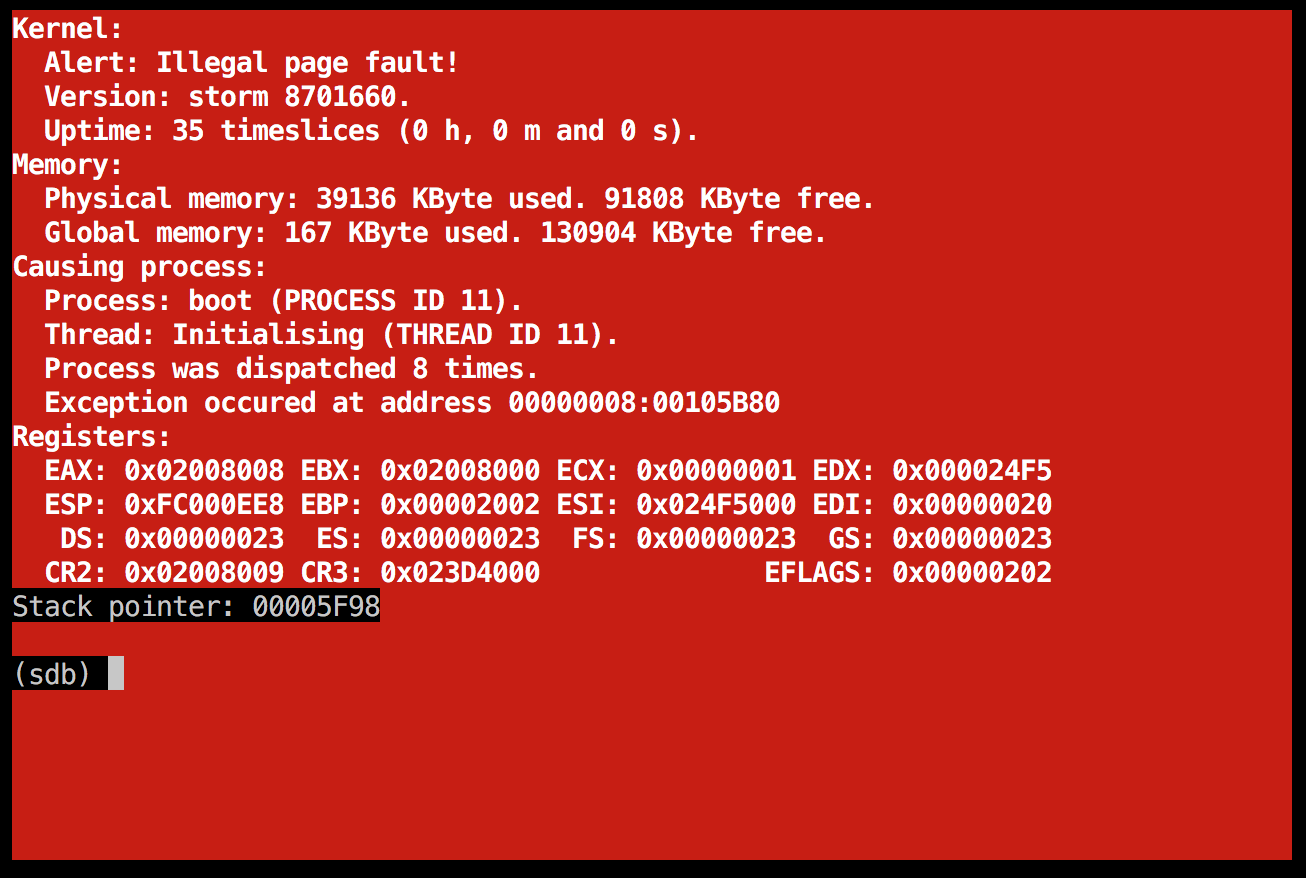 Kernel:
Alert: Illegal page fault!
Version: storm 8701660.
Uptime: 35 timeslices (0 h, 0 m and 0 s).
Memory:
Physical memory: 39136 KByte used. 91808 KByte free.
Global memory: 167 KByte used. 130904 KByte free.
Causing process:
Process: boot (PROCESS ID 11).
Thread: Initialising (THREAD ID 11).
Process was dispatched 8 times.
Exception occured at address 00000008:00105B80
Registers:
EAX: 0x02008008 EBX: 0x02008000 ECX: 0x00000001 EDX: 0x000024F5
ESP: 0xFC000EE8 EBP: 0x00002002 ESI: 0x024F5000 EDI: 0x00000020
DS: 0x00000023 ES: 0x00000023 FS: 0x00000023 GS: 0x00000023
CR2: 0x02008009 CR3: 0x023D4000 EFLAGS: 0x00000202
Stack pointer: 00005F98
(sdb)